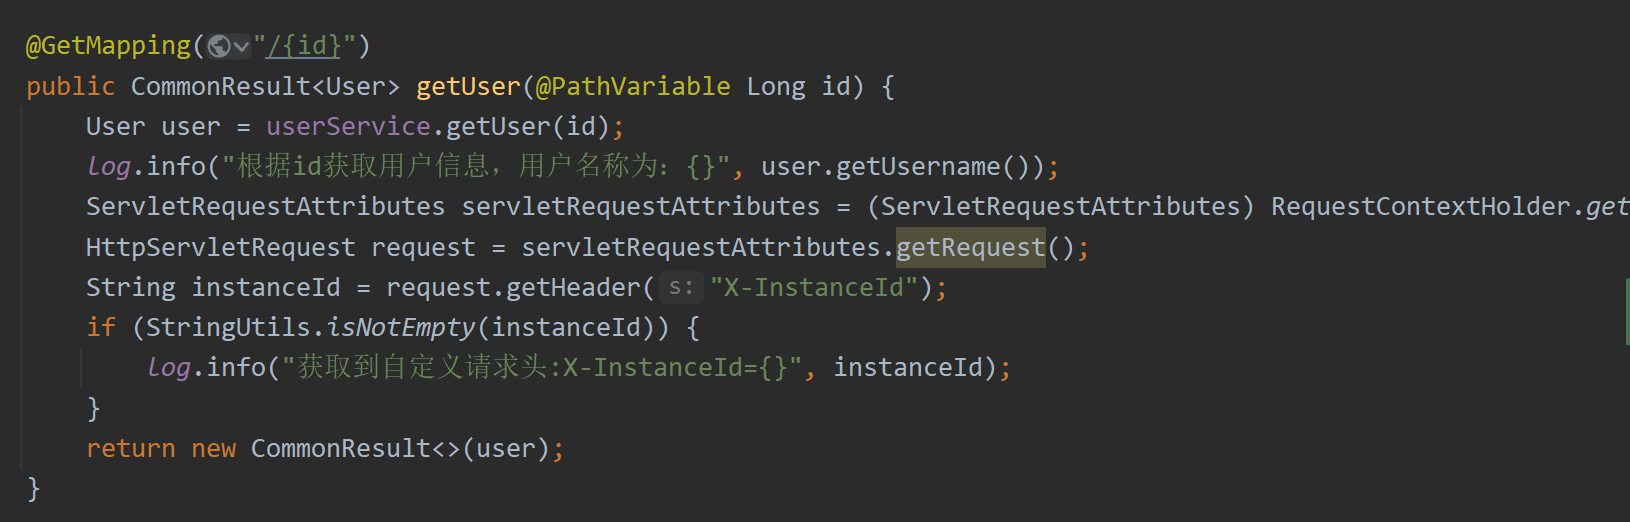 @GetMapping("/{id}")
public CommonResult<User> getUser(@PathVariable Long id) {
User user = userService.getUser(id);
log.info("根据id获取用户信息，用户名称为：{}", user.getUsername());
ServletRequestAttributes servletRequestAttributes = (ServletRequestAttributes) RequestContextHolder.get
HttpServletRequest request = servletRequestAttributes.getRequest();
String instanceId = request.getHeader( s: "X-InstanceId");
if (StringUtils.isNotEmpty(instanceId)) {
log.info("获取到自定义请求头:X-InstanceId={}", instanceId);
}
return new CommonResult<>(user);
}